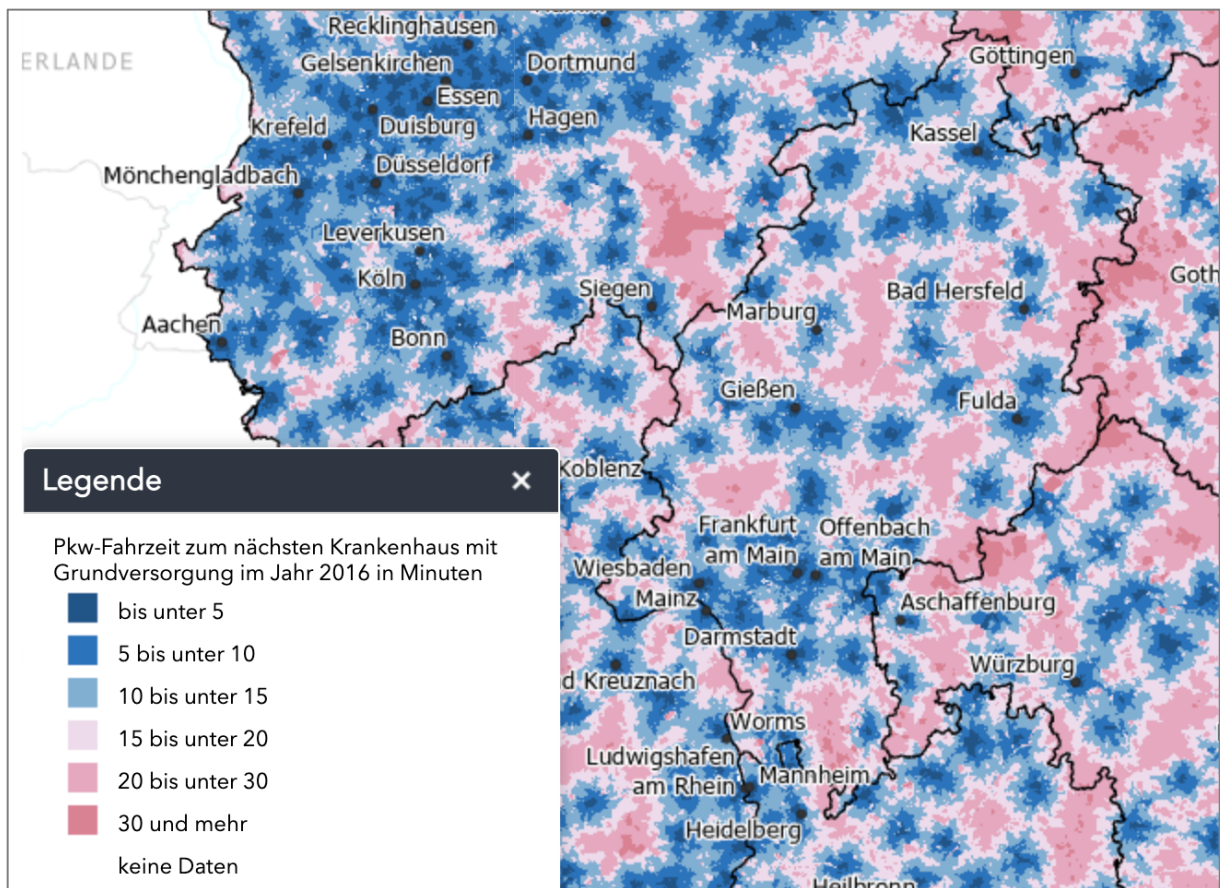 Recklinghausen
ERLANDE
Gelsenkirchen
Dortmund
Göttingen
Essen
Krefeld
Duisburg
Hagen
Kassel
Mönchengladbach
Düsseldorf
Leverkusen
Köln
Siegen
Bad Hersfeld
Goth
Aachen
Bonn
Marburg
Gießen
Fulda
Koblenz
Legende
×
Pkw-Fahrzeit zum nächsten Krankenhaus mit
Grundversorgung im Jahr 2016 in Minuten
bis unter 5
5 bis unter 10
10 bis unter 15
15 bis unter 20
20 bis unter 30
30 und mehr
keine Daten
Frankfurt
am Main
Offenbach
am Main
Wiesbaden
Mainz
Aschaffenburg
Darmstadt
Würzburg
d Kreuznach
Worms
Ludwigshafen
am Rhein
Mannheim
Heidelberg
Heilbronn